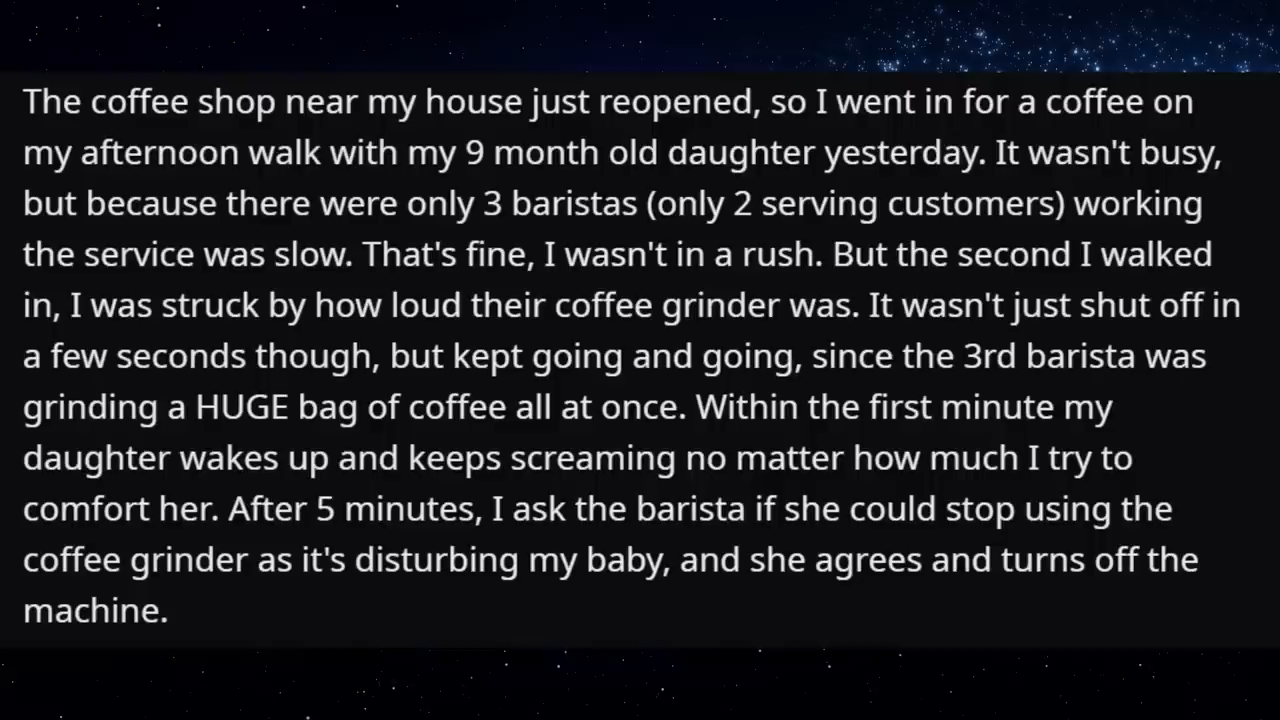 The coffee shop near my house just reopened, so I went in for a coffee on
my afternoon walk with my 9 month old daughter yesterday. It wasn't busy,
but because there were only 3 baristas (only 2 serving customers) working
the service was slow. That's fine, I wasn't in a rush. But the second I walked
in, I was struck by how loud their coffee grinder was. It wasn't just shut off in
a few seconds though, but kept going and going, since the 3rd barista was
grinding a HUGE bag of coffee all at once. Within the first minute my
daughter wakes up and keeps screaming no matter how much I try to
comfort her. After 5 minutes, I ask the barista if she could stop using the
coffee grinder as it's disturbing my baby, and she agrees and turns off the
machine.